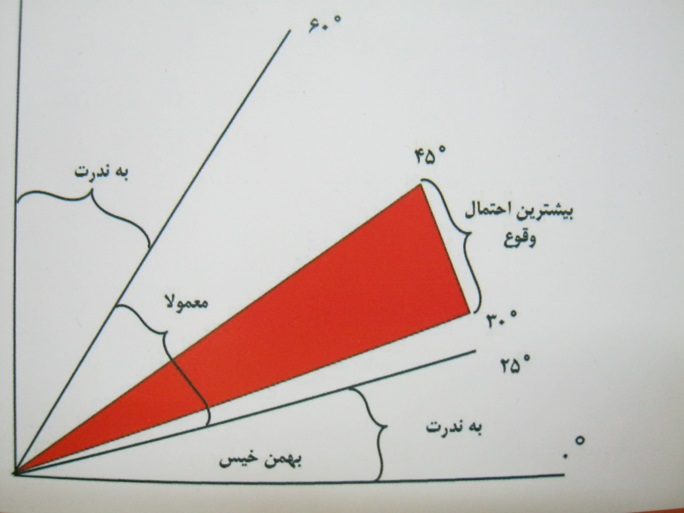 ۶۰°
۴۵°
به ندرت
بیشترین احتمال
وقوع
معمولا
۳۰°
۲۵°
به ندرت
بهمن خیس
۰°